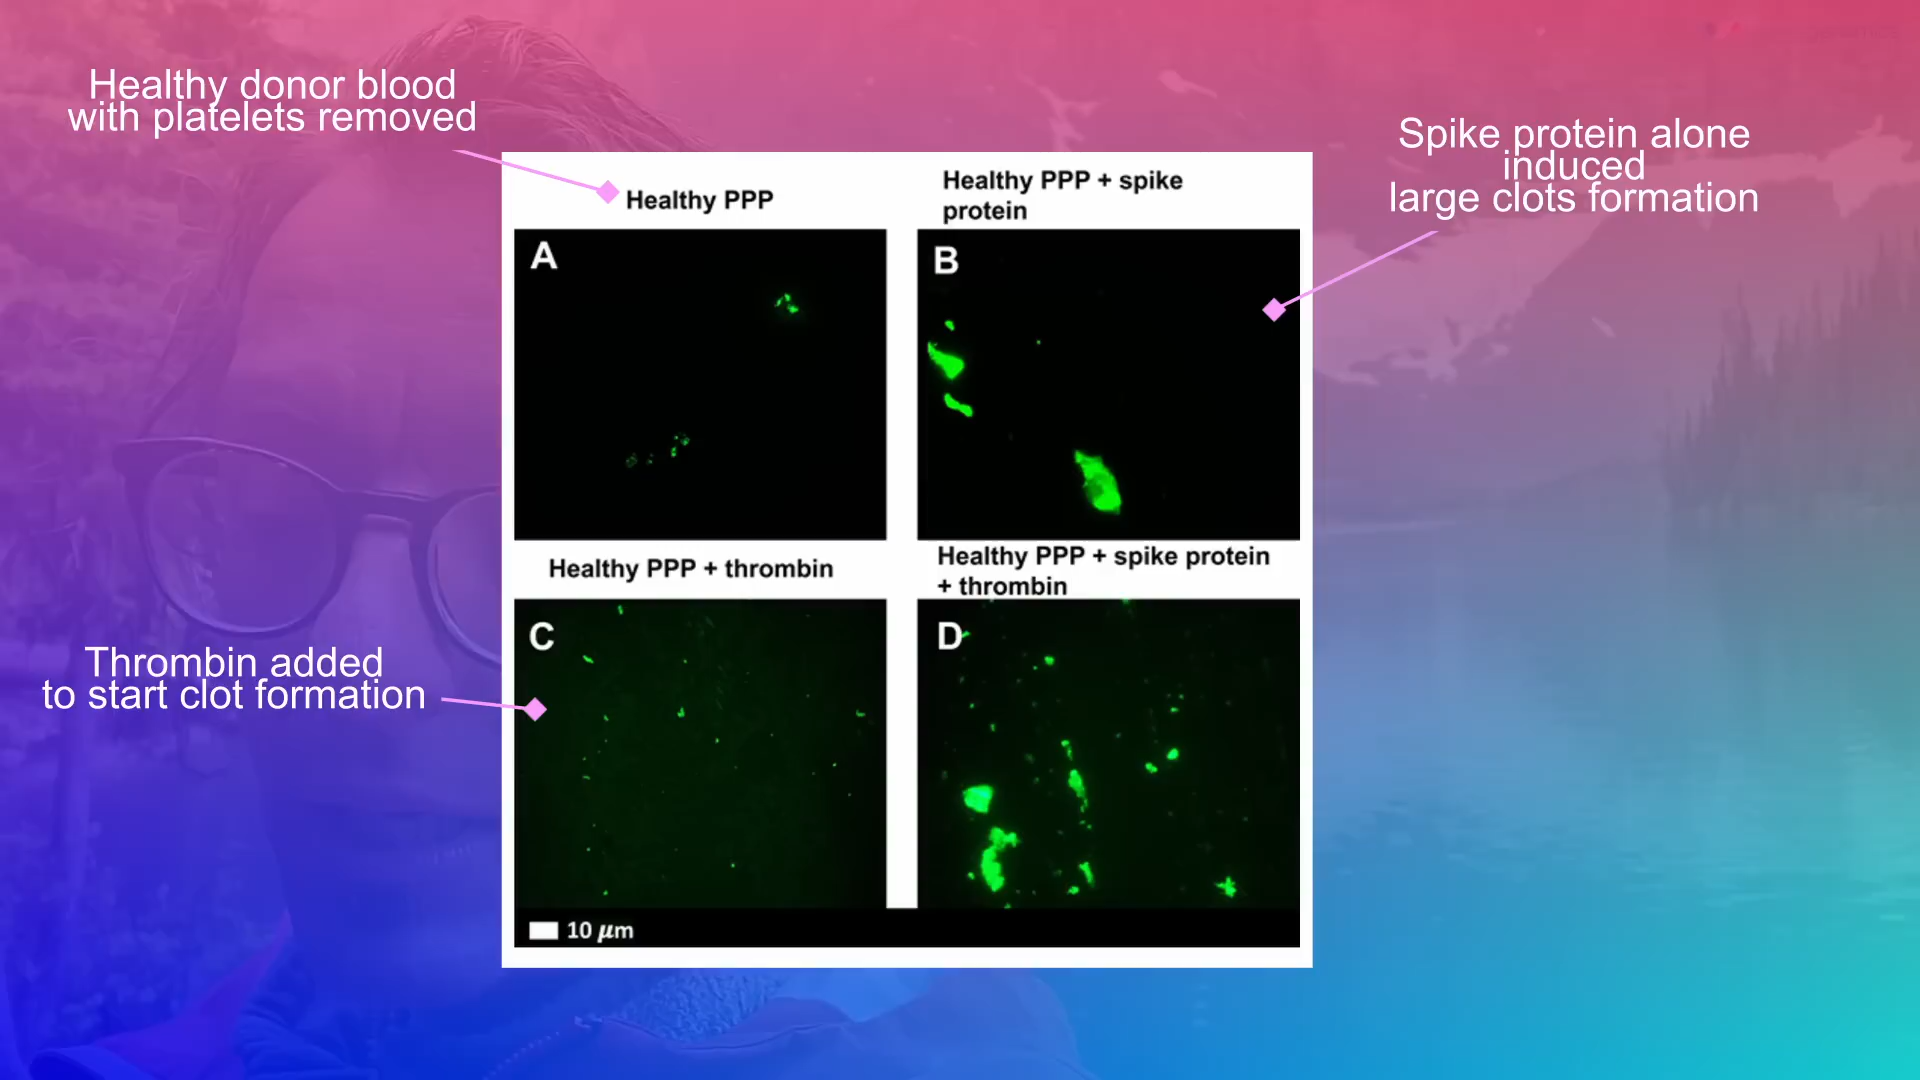 Healthy donor blood
with platelets removed
Spike protein alone
induced
large clots formation
Healthy PPP
Healthy PPP + spike
protein
A
B
Healthy PPP + thrombin
Healthy PPP + spike protein
+ thrombin
C
D
Thrombin added
to start clot formation
10 µm